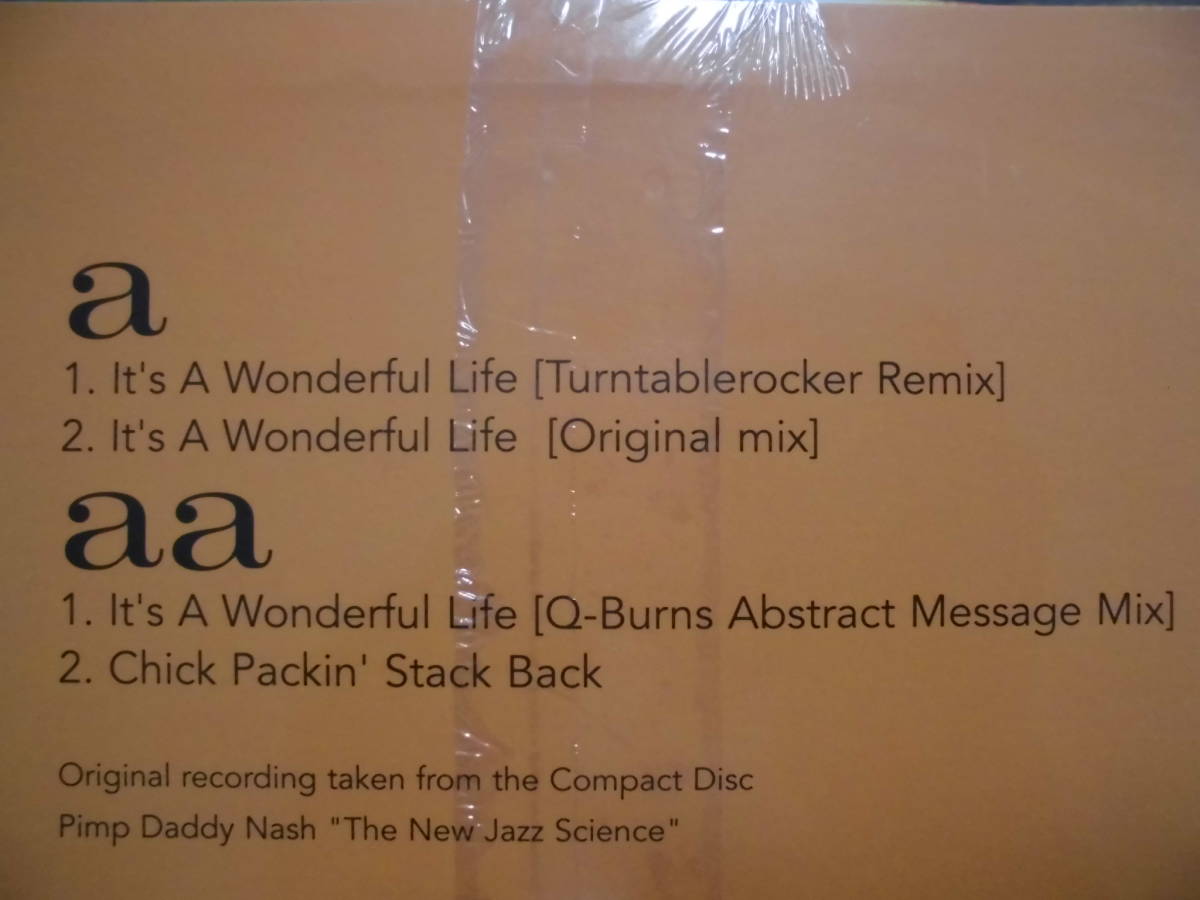 a
1. It's A Wonderful Life [Turntablerocker Remix]
2. It's A Wonderful Life [Original mix]
aa
1. It's A Wonderful Life [Q-Burns Abstract Message Mix]
2. Chick Packin' Stack Back
Original recording taken from the Compact Disc
Pimp Daddy Nash "The New Jazz Science"